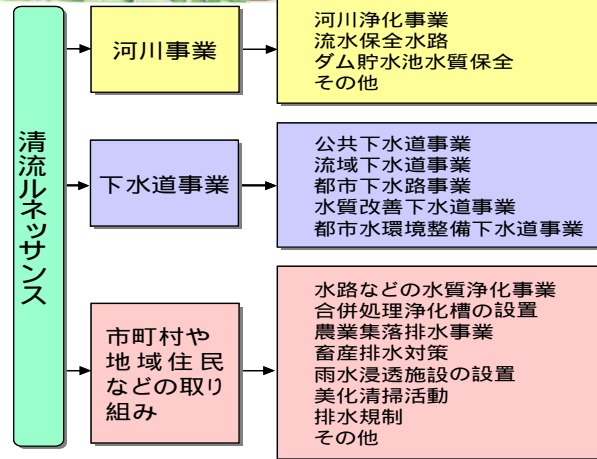 清流ルネッサンス
河川事業
河川浄化事業
流水保全水路
ダム貯水池水質保全
その他
下水道事業
公共下水道事業
流域下水道事業
都市下水路事業
水質改善下水道事業
都市水環境整備下水道事業
市町村や
地域住民
などの取り
組み
水路などの水質浄化事業
合併処理浄化槽の設置
農業集落排水事業
畜産排水対策
雨水浸透施設の設置
美化清掃活動
排水規制
その他